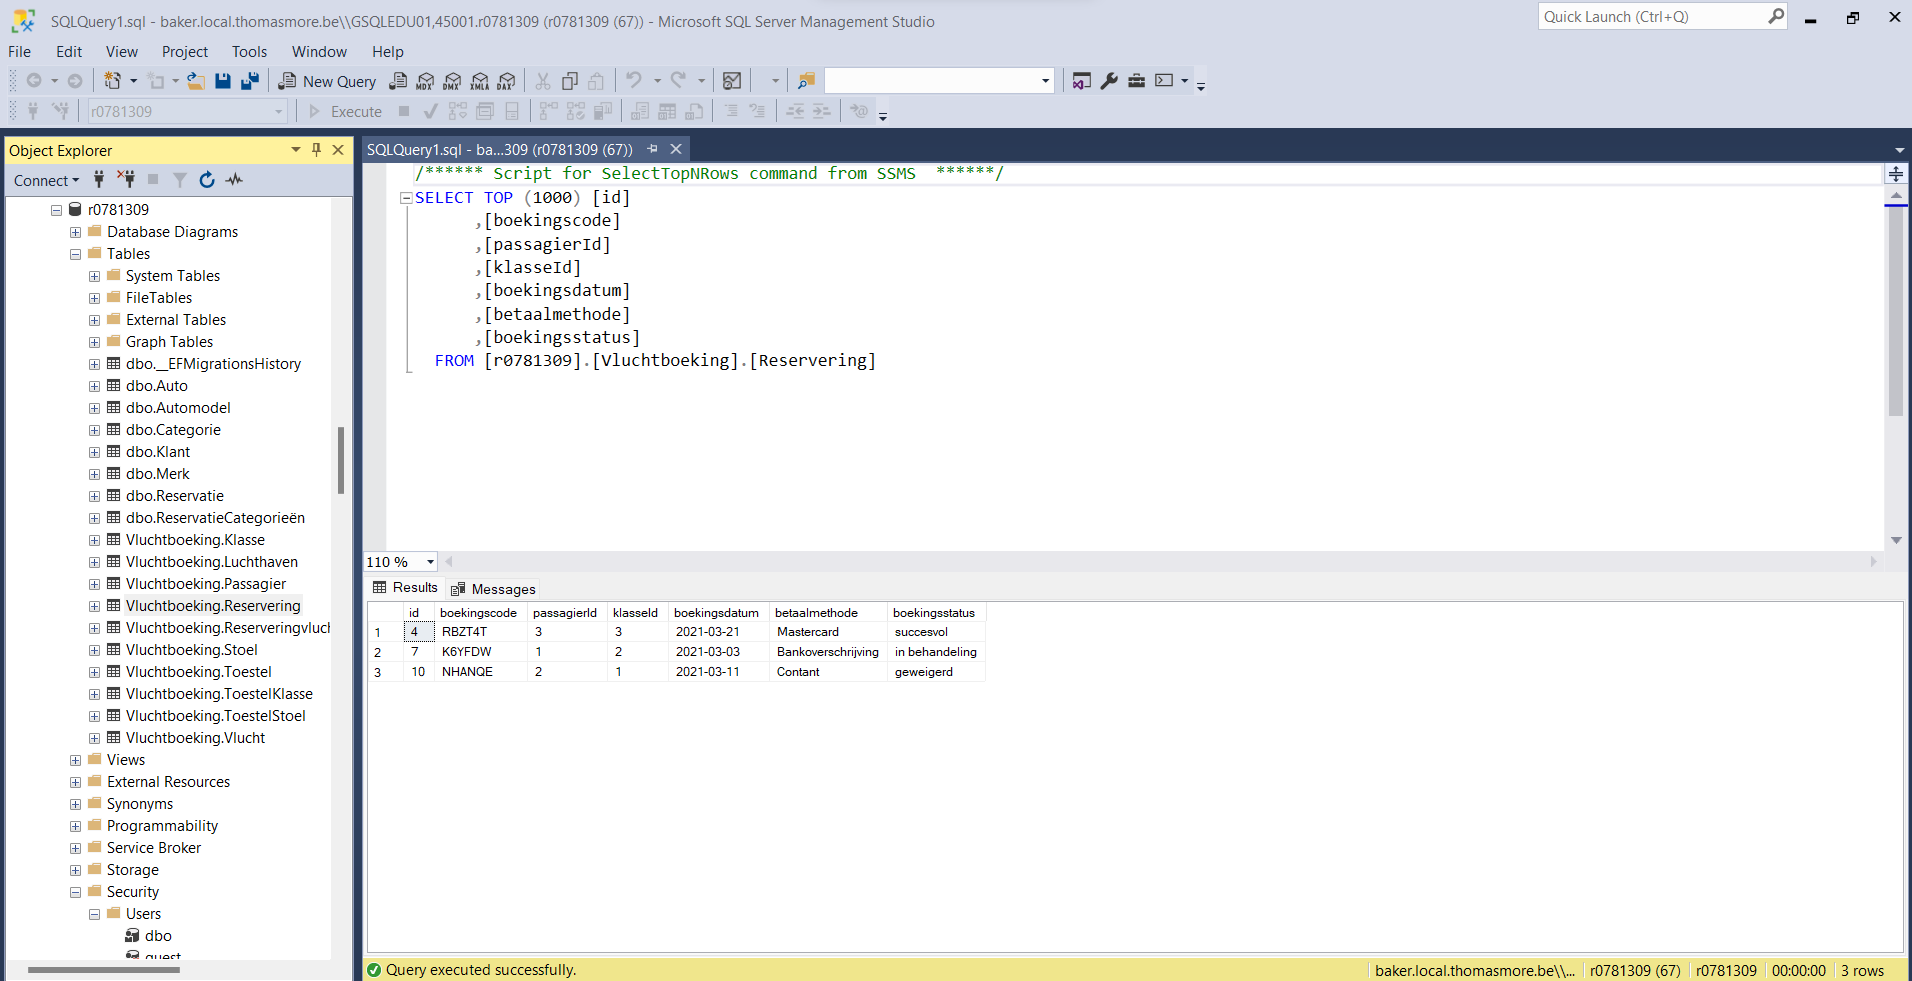 SQLQuery1.sql - baker.local.thomasmore.be\\GSQLEDU01,45001.r0781309 (r0781309 (67)) - Microsoft SQL Server Management Studio
Quick Launch (Ctrl+Q)
File Edit View Project Tools Window Help
New Query MDX DMX XMLA DAX
r0781309 Execute
Object Explorer
Connect
r0781309
Database Diagrams
Tables
System Tables
FileTables
External Tables
Graph Tables
dbo.__EFMigrationsHistory
dbo.Auto
dbo.Automodel
dbo.Categorie
dbo.Klant
dbo.Merk
dbo.Reservatie
dbo.ReservatieCategorieën
Vluchtboeking.Klasse
Vluchtboeking.Luchthaven
Vluchtboeking.Passagier
Vluchtboeking.Reservering
Vluchtboeking.Reserveringvluch
Vluchtboeking.Stoel
Vluchtboeking.Toestel
Vluchtboeking.ToestelKlasse
Vluchtboeking.ToestelStoel
Vluchtboeking.Vlucht
Views
External Resources
Synonyms
Programmability
Service Broker
Storage
Security
Users
dbo
guest
SQLQuery1.sql - ba...309 (r0781309 (67))
/****** Script for SelectTopNRows command from SSMS ******/
SELECT TOP (1000) [id]
,[boekingscode]
,[passagierId]
,[klasseId]
,[boekingsdatum]
,[betaalmethode]
,[boekingsstatus]
FROM [r0781309].[Vluchtboeking].[Reservering]
110 %
Results Messages
id boekingscode passagierId klasseId boekingsdatum betaalmethode boekingsstatus
1 4 RBZT4T 3 3 2021-03-21 Mastercard succesvol
2 7 K6YFDW 1 2 2021-03-03 Bankoverschrijving in behandeling
3 10 NHANQE 2 1 2021-03-11 Contant geweigerd
Query executed successfully.
baker.local.thomasmore.be\\... r0781309 (67) r0781309 00:00:00 3 rows